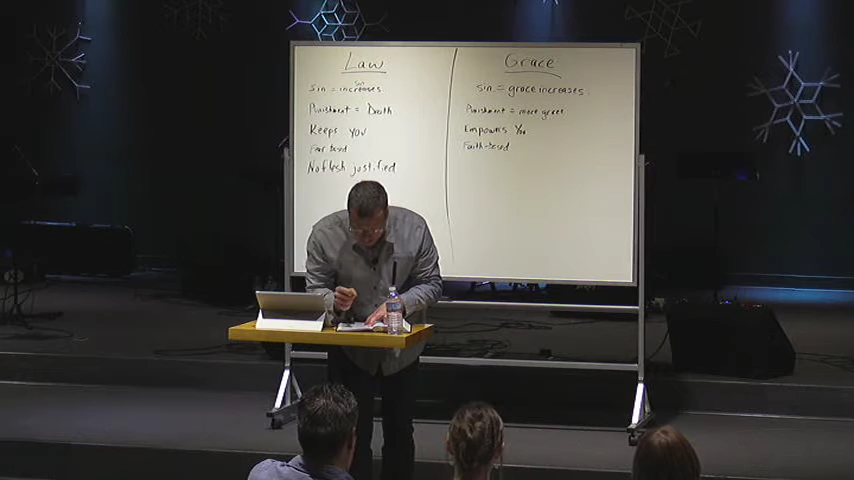 Law
sin
sin = increases
Punishment = Death
Keeps you
Fear based
No flesh justified
Grace
sin = grace increases.
Punishment = more grace
Empowers You
Faith-based